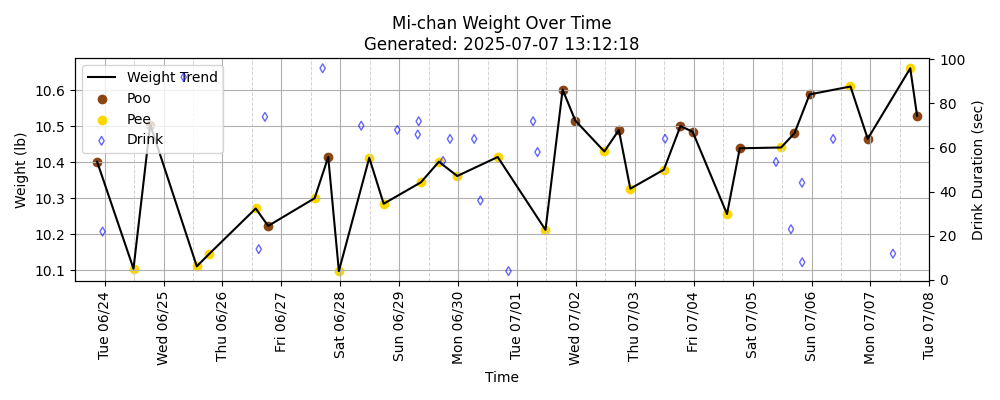 Mi-chan Weight Over Time
Generated: 2025-07-07 13:12:18
Weight Trend
Poo
Pee
Drink
Weight (lb)
10.6
10.5
10.4
10.3
10.2
10.1
100
80
60
40
20
0
Drink Duration (sec)
Tue 06/24
Wed 06/25
Thu 06/26
Fri 06/27
Sat 06/28
Sun 06/29
Mon 06/30
Tue 07/01
Wed 07/02
Thu 07/03
Fri 07/04
Sat 07/05
Sun 07/06
Mon 07/07
Tue 07/08
Time